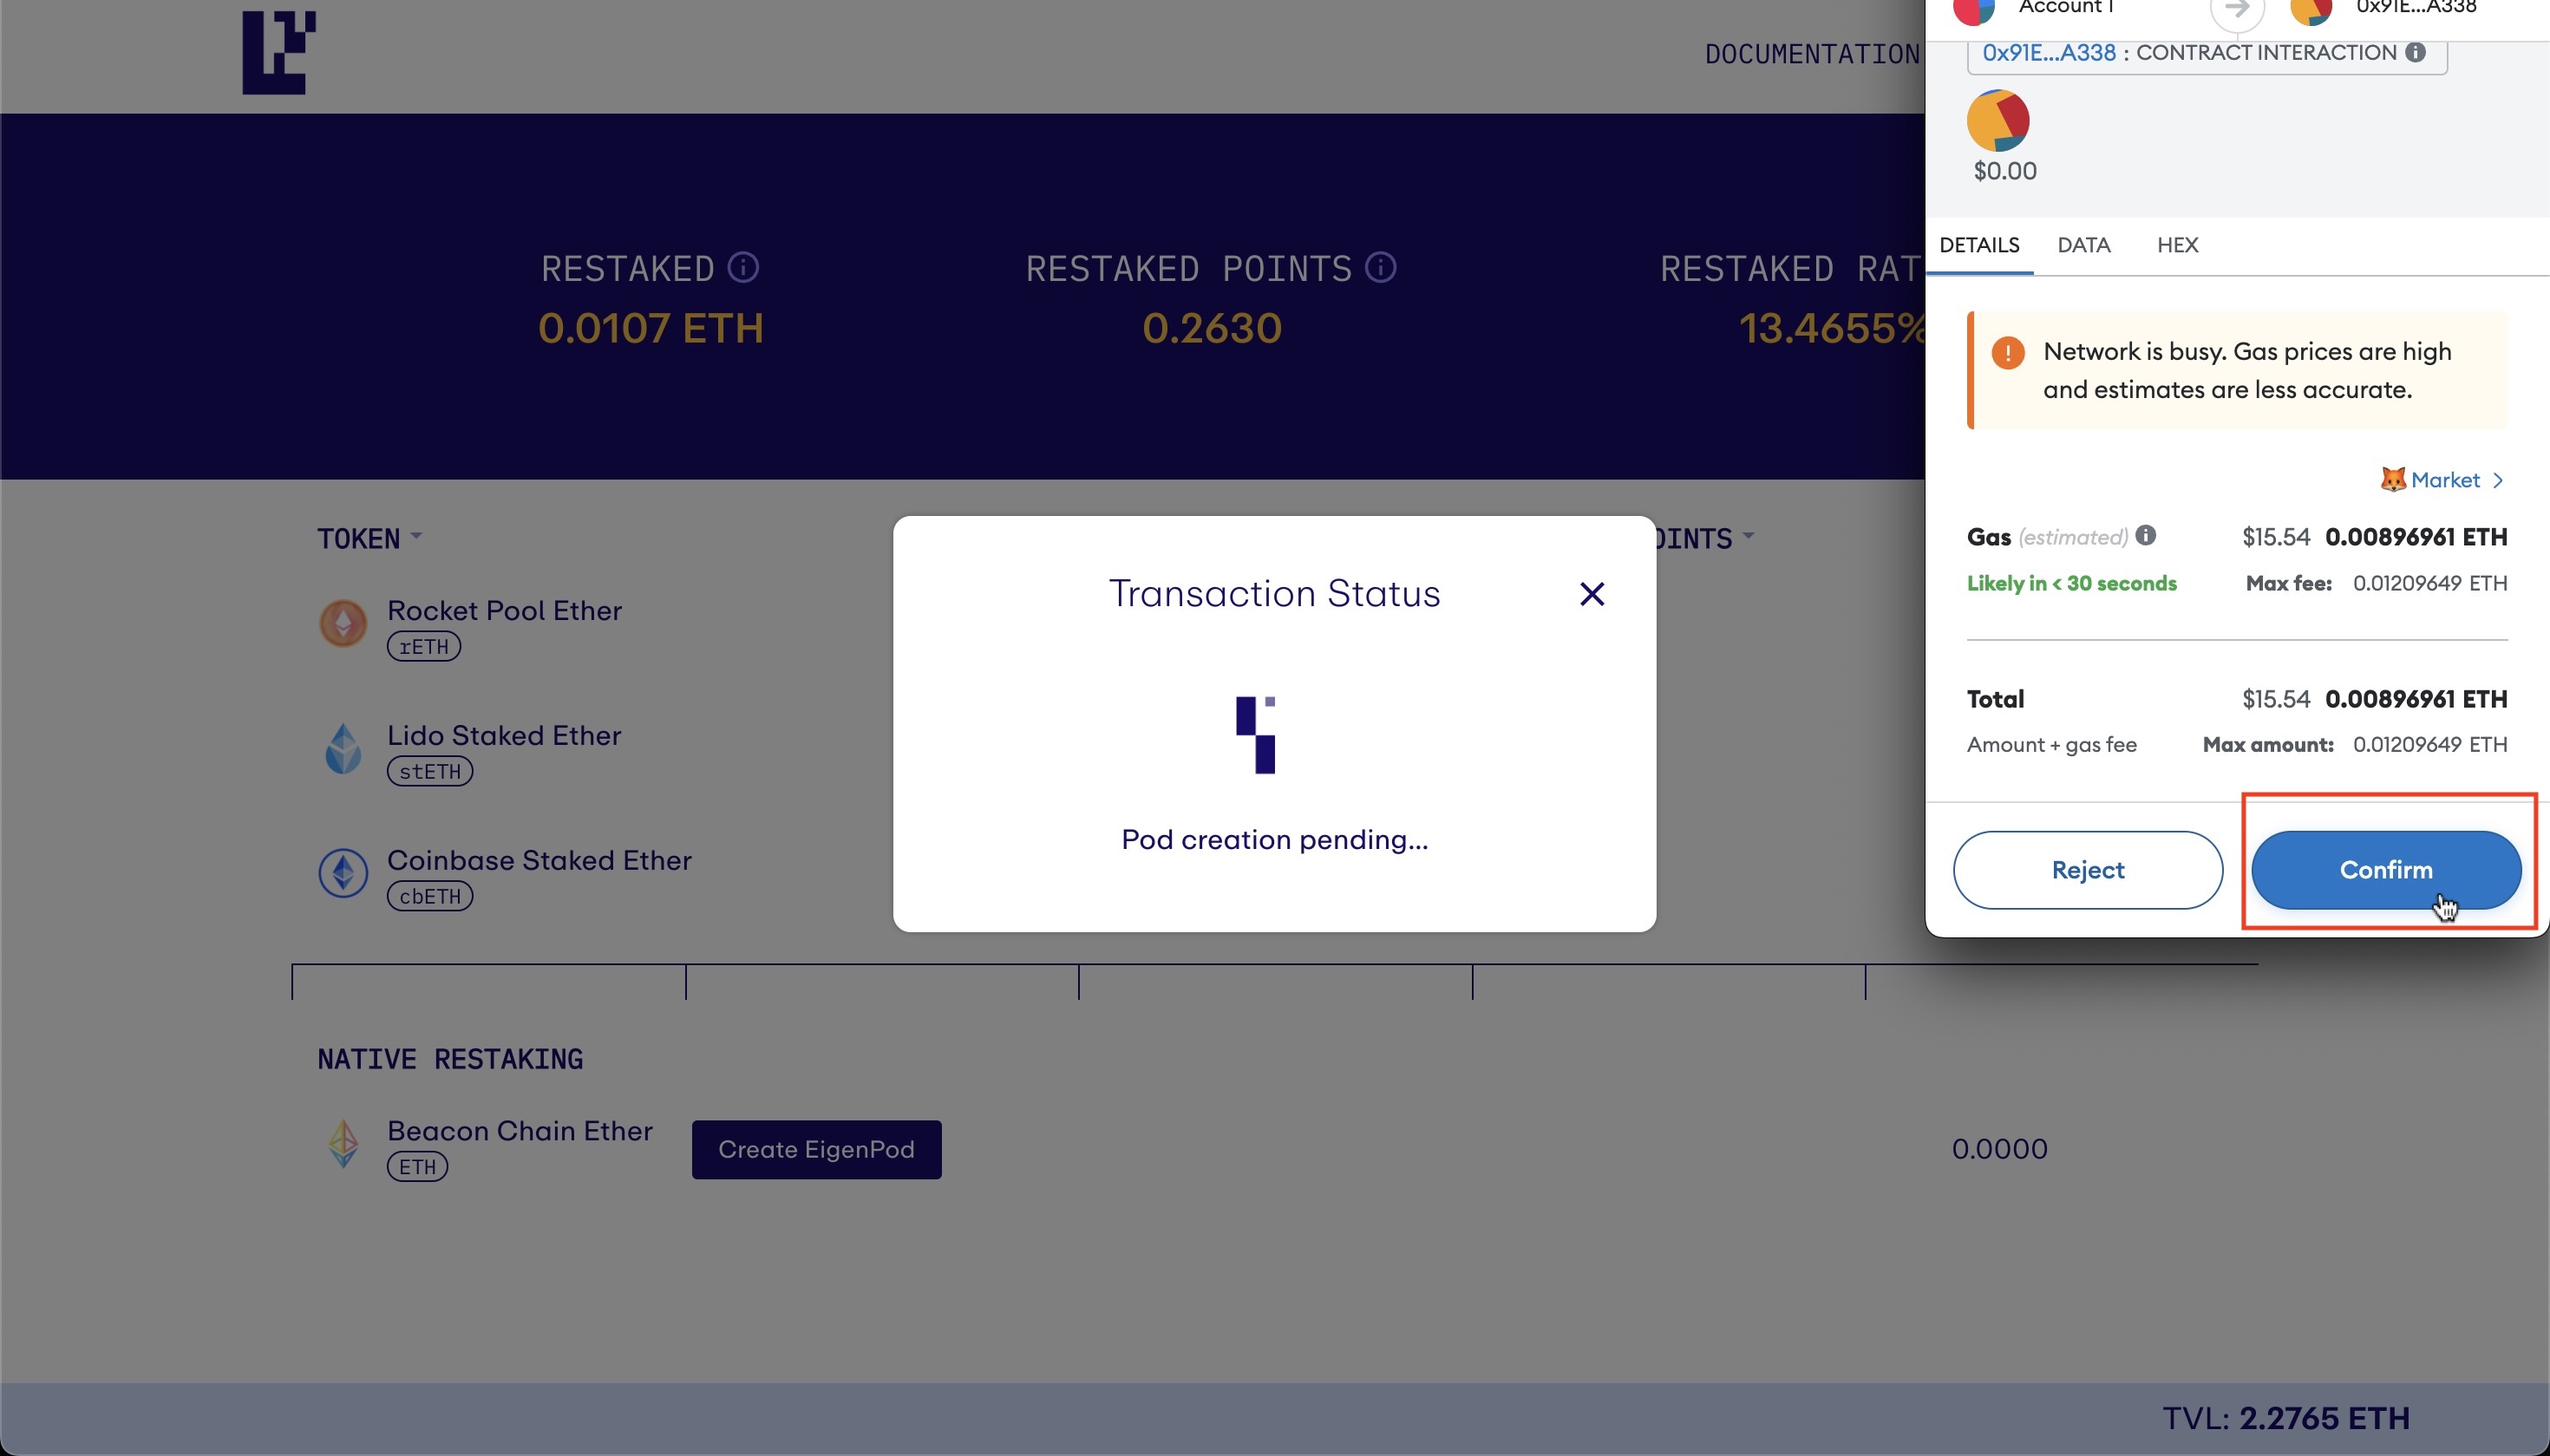 DOCUMENTATION
RESTAKED
0.0107 ETH
RESTAKED POINTS
0.2630
RESTAKED RAT
13.4655%
TOKEN
OINTS
Rocket Pool Ether
rETH
Lido Staked Ether
stETH
Coinbase Staked Ether
cbETH
Transaction Status
Pod creation pending...
NATIVE RESTAKING
Beacon Chain Ether
ETH
Create EigenPod
0.0000
TVL: 2.2765 ETH
Account 1
0x91E...A338
0x91E...A338 : CONTRACT INTERACTION
$0.00
DETAILS DATA HEX
Network is busy. Gas prices are high
and estimates are less accurate.
Market
Gas (estimated) $15.54 0.00896961 ETH
Likely in < 30 seconds Max fee: 0.01209649 ETH
Total $15.54 0.00896961 ETH
Amount + gas fee Max amount: 0.01209649 ETH
Reject Confirm